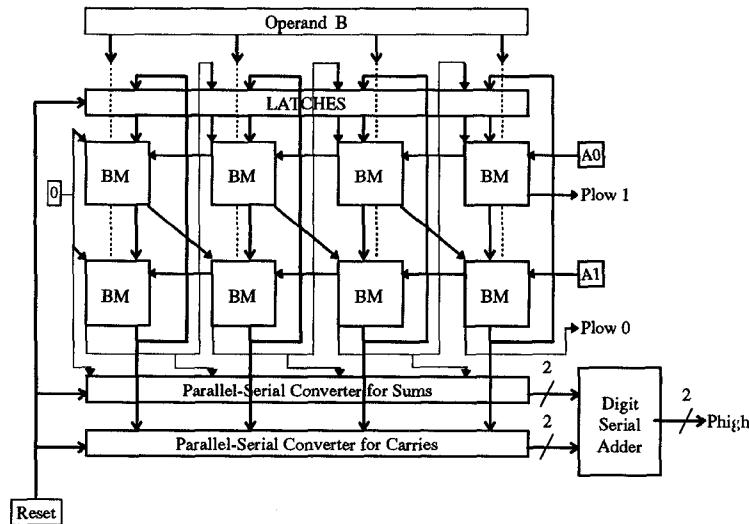 Operand B
LATCHES
BM BM BM BM A0
0
Plow 1
BM BM BM BM A1
Plow 0
Parallel-Serial Converter for Sums 2
Digit
Serial
Adder
2
Phigh
Parallel-Serial Converter for Carries 2
Reset